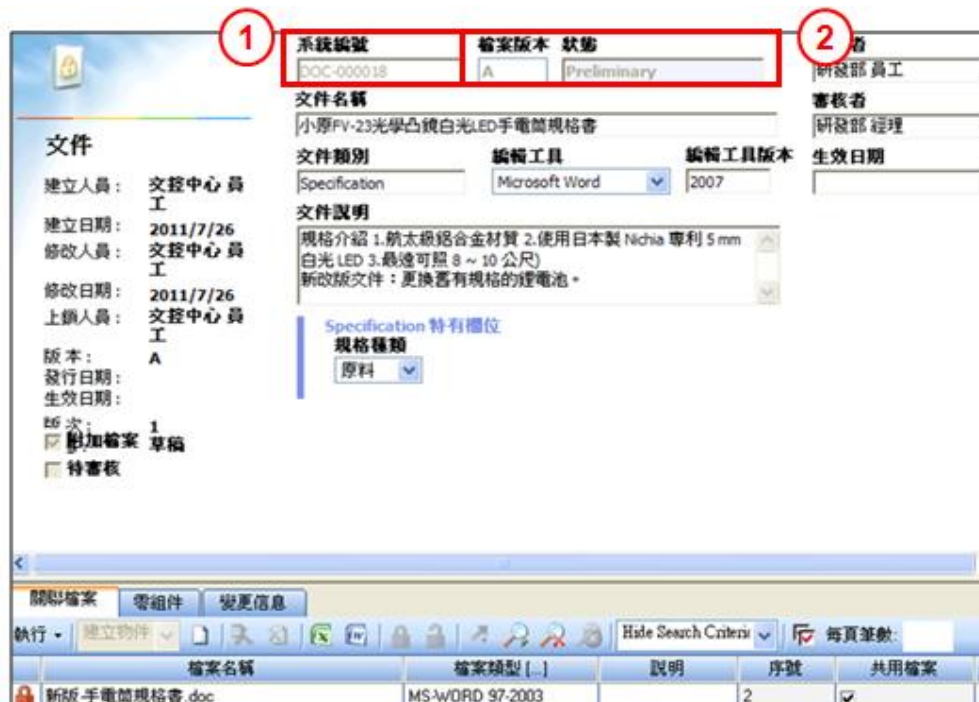 1
2
系統編號
檔案版本 狀態
者
DOC-000018
A
Preliminary
研發部 員工
文件名稱
審核者
小原FV-23光學凸鏡白光LED手電筒規格書
研發部 經理
文件類別
編輯工具
編輯工具版本
生效日期
Specification
Microsoft Word
2007
文件說明
規格介紹 1.航太級鋁合金材質 2.使用日本製 Nichia 專利 5 mm
白光 LED 3.最遠可照 8 ~ 10 公尺)
新改版文件：更換舊有規格的鋰電池。
Specification 特有欄位
規格種類
原料
文件
建立人員： 文控中心 員
工
建立日期： 2011/7/26
修改人員： 文控中心 員
工
修改日期： 2011/7/26
上鎖人員： 文控中心 員
工
版本： A
發行日期：
生效日期：
版次： 1
附加檔案 草稿
待審核
關聯檔案
零組件
變更信息
執行
建立物件
Hide Search Criteria
每頁筆數:
檔案名稱
檔案類型 [...]
說明
序號
共用檔案
新版-手電筒規格書.doc
MS-WORD 97-2003
2